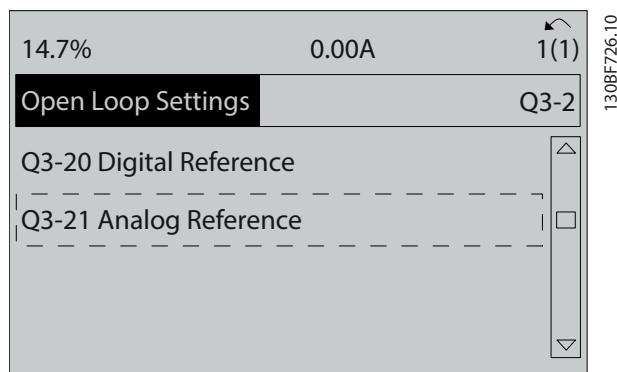 14.7% 0.00A 1(1)
Open Loop Settings Q3-2
Q3-20 Digital Reference
Q3-21 Analog Reference
130BF726.10